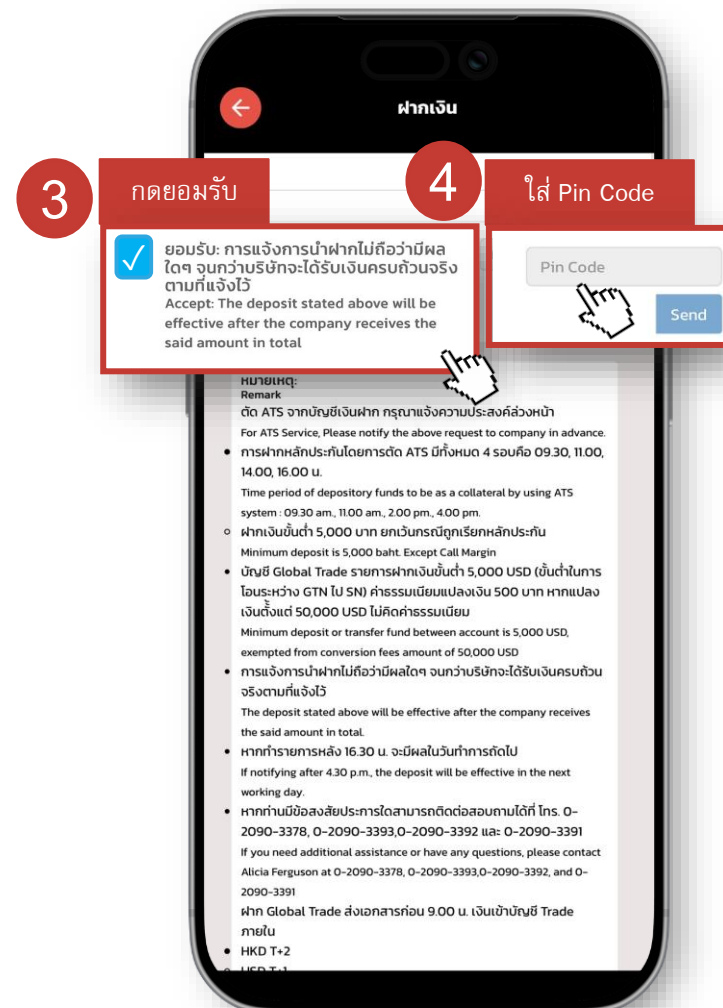 ฝากเงิน
3
กดยอมรับ
4
ใส่ Pin Code
ยอมรับ: การแจ้งการนำฝากไม่ถือว่ามีผล
ใดๆ จนกว่าบริษัทจะได้รับเงินครบถ้วนจริง
ตามที่แจ้งไว้
Accept: The deposit stated above will be
effective after the company receives the
said amount in total
Pin Code
Send
หมายเหตุ:
Remark
ตัด ATS จากบัญชีเงินฝาก กรุณาแจ้งความประสงค์ล่วงหน้า
For ATS Service, Please notify the above request to company in advance.
• การฝากหลักประกันโดยการตัด ATS มีทั้งหมด 4 รอบคือ 09.30, 11.00,
14.00, 16.00 น.
Time period of depository funds to be as a collateral by using ATS
system : 09.30 am., 11.00 am., 2.00 pm., 4.00 pm.
○ ฝากเงินขั้นต่ำ 5,000 บาท ยกเว้นกรณีถูกเรียกหลักประกัน
Minimum deposit is 5,000 baht. Except Call Margin
• บัญชี Global Trade รายการฝากเงินขั้นต่ำ 5,000 USD (ขั้นต่ำในการ
โอนระหว่าง GTN ไป SN) ค่าธรรมเนียมแปลงเงิน 500 บาท หากแปลง
เงินตั้งแต่ 50,000 USD ไม่คิดค่าธรรมเนียม
Minimum deposit or transfer fund between account is 5,000 USD,
exempted from conversion fees amount of 50,000 USD
• การแจ้งการนำฝากไม่ถือว่ามีผลใดๆ จนกว่าบริษัทจะได้รับเงินครบถ้วน
จริงตามที่แจ้งไว้
The deposit stated above will be effective after the company receives
the said amount in total.
• หากทำรายการหลัง 16.30 น. จะมีผลในวันทำการถัดไป
If notifying after 4.30 p.m., the deposit will be effective in the next
working day.
• หากท่านมีข้อสงสัยประการใดสามารถติดต่อสอบถามได้ที่ โทร. 0-
2090-3378, 0-2090-3393,0-2090-3392 และ 0-2090-3391
If you need additional assistance or have any questions, please contact
Alicia Ferguson at 0-2090-3378, 0-2090-3393,0-2090-3392, and 0-
2090-3391
ฝาก Global Trade ส่งเอกสารก่อน 9.00 น. เงินเข้าบัญชี Trade
ภายใน
• HKD T+2
○ USD T+1